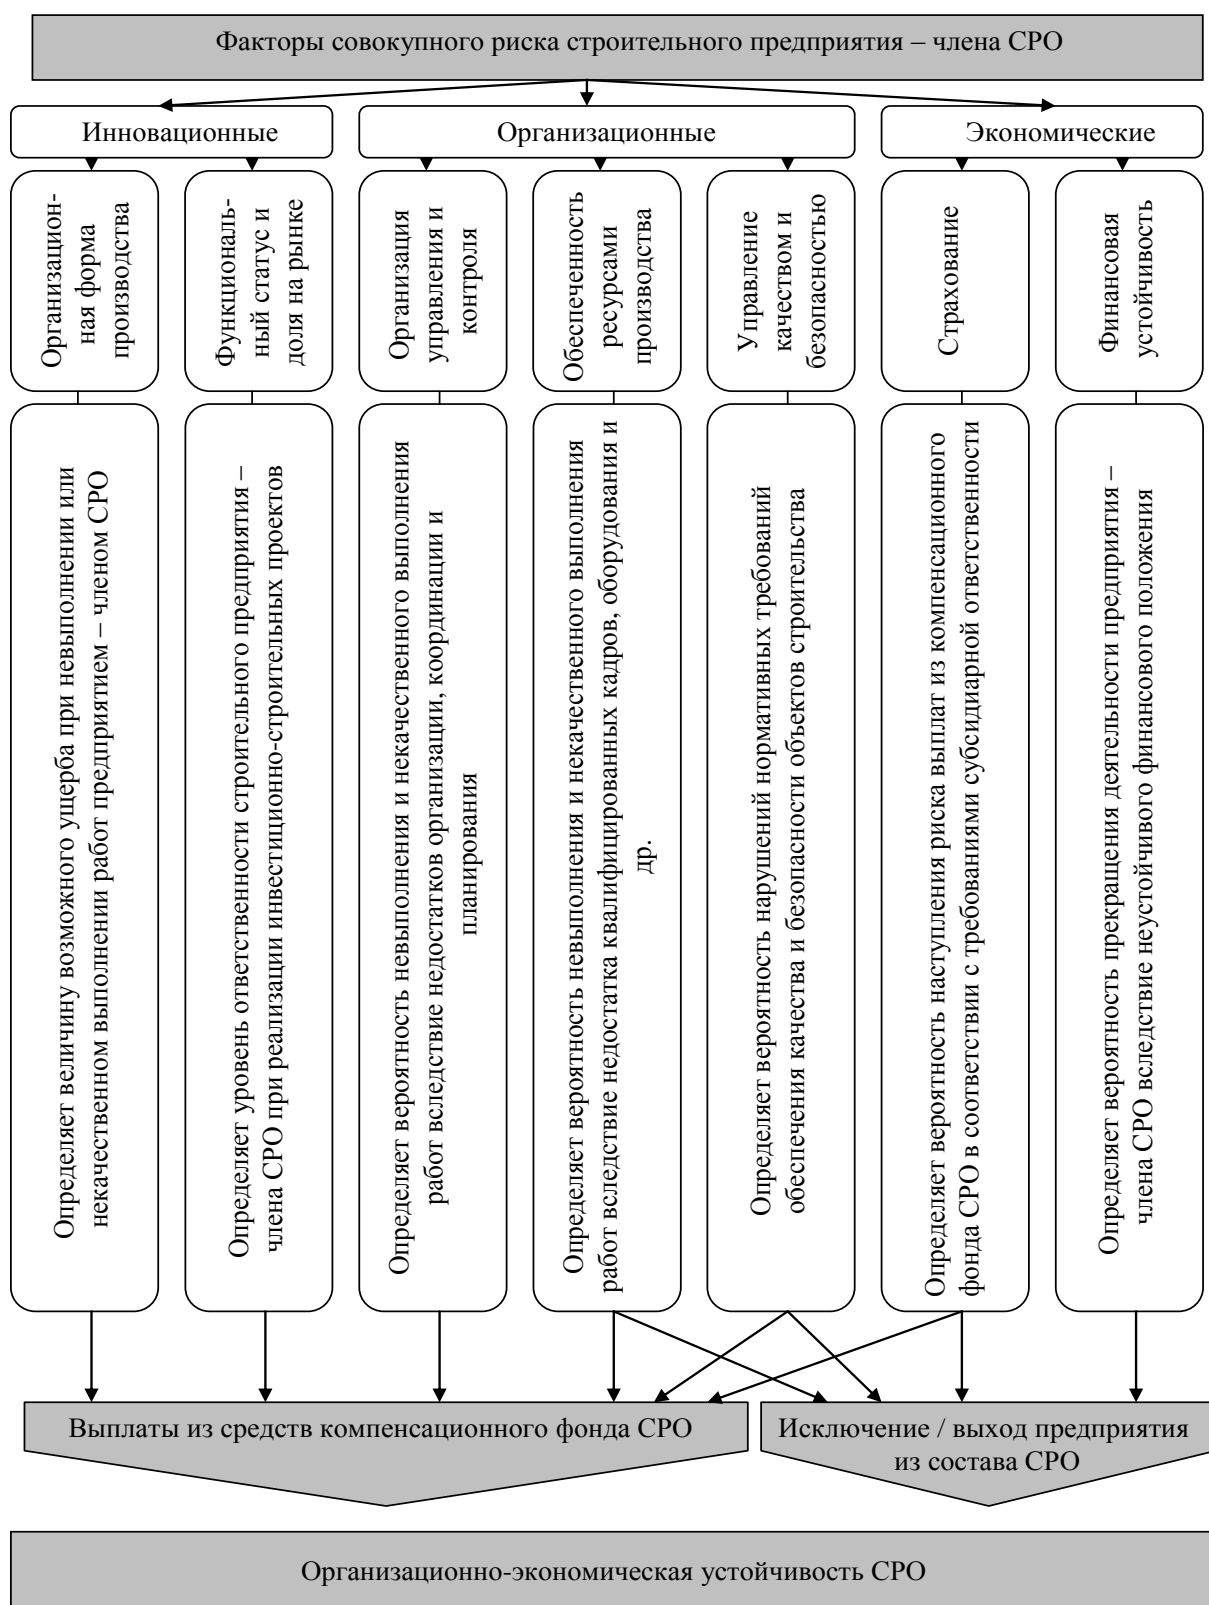 Факторы совокупного риска строительного предприятия – члена СРО
Инновационные
Организационные
Экономические
Организацион-
ная форма
производства
Функциональ-
ный статус и
доля на рынке
Организация
управления и
контроля
Обеспеченность
ресурсами
производства
Управление
качеством и
безопасностью
Страхование
Финансовая
устойчивость
Определяет величину возможного ущерба при невыполнении или
некачественном выполнении работ предприятием – членом СРО
Определяет уровень ответственности строительного предприятия –
члена СРО при реализации инвестиционно-строительных проектов
Определяет вероятность невыполнения и некачественного выполнения
работ вследствие недостатков организации, координации и
планирования
Определяет вероятность невыполнения и некачественного выполнения
работ вследствие недостатка квалифицированных кадров, оборудования и
др.
Определяет вероятность нарушений нормативных требований
обеспечения качества и безопасности объектов строительства
Определяет вероятность наступления риска выплат из компенсационного
фонда СРО в соответствии с требованиями субсидиарной ответственности
Определяет вероятность прекращения деятельности предприятия –
члена СРО вследствие неустойчивого финансового положения
Выплаты из средств компенсационного фонда СРО
Исключение / выход предприятия
из состава СРО
Организационно-экономическая устойчивость СРО